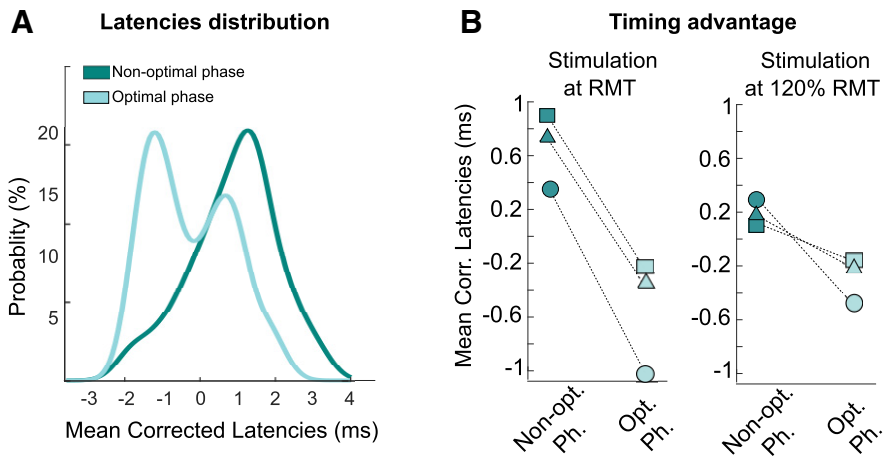 A
Latencies distribution
Non-optimal phase
Optimal phase
Probablity (%)
20
15
10
5
-3 -2 -1 0 1 2 3 4
Mean Corrected Latencies (ms)
B
Timing advantage
Stimulation
at RMT
Mean Corr. Latencies (ms)
1
0.6
0.2
-0.2
-0.6
-1
Non-opt.
Ph.
Opt.
Ph.
Stimulation
at 120% RMT
1
0.6
0.2
-0.2
-0.6
-1
Non-opt.
Ph.
Opt.
Ph.